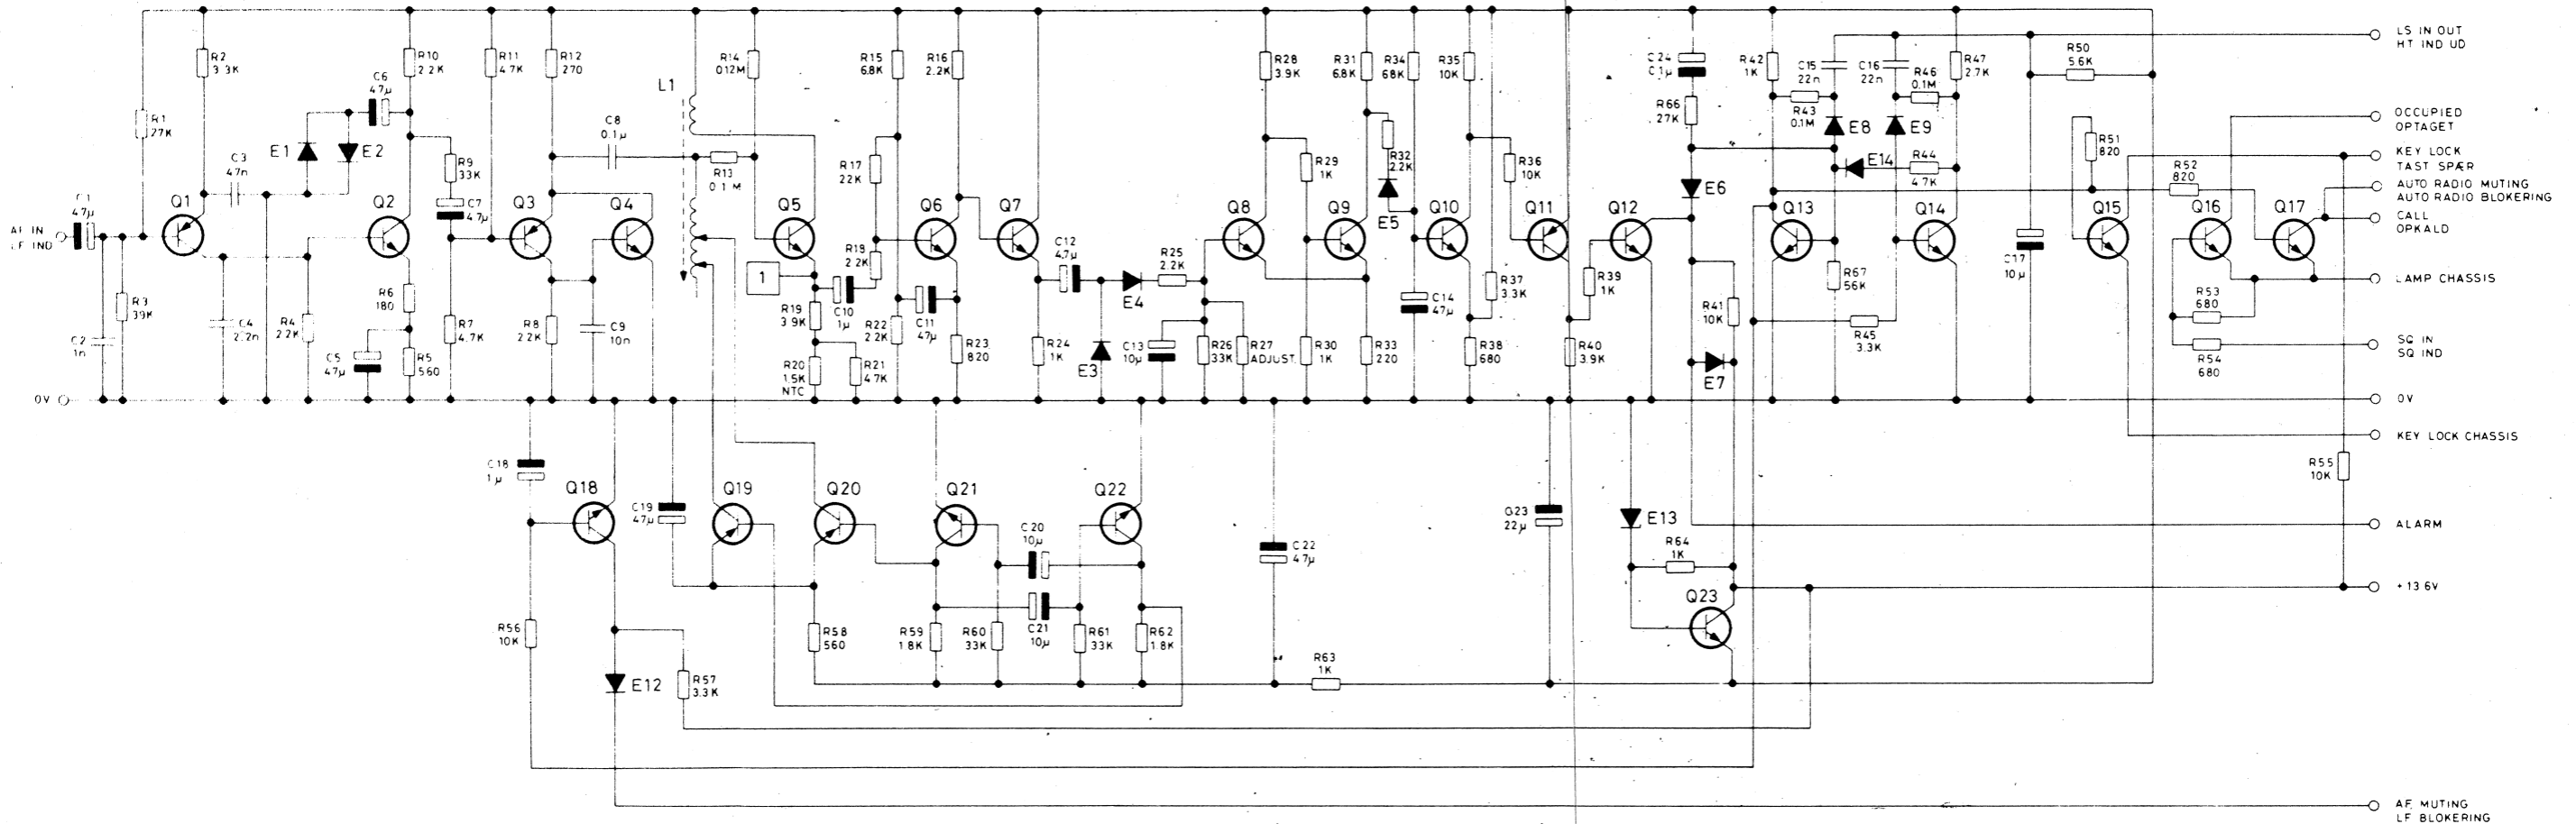 AF IN
LF IND
C1
47µ
C2
1n
R3
39K
R1
27K
Q1
R2
3.3K
C3
47n
C4
2.2n
R4
2.2K
E1
E2
C6
47µ
R10
2.2K
Q2
R6
180
C5
47µ
R5
560
R9
33K
C7
4.7µ
R7
4.7K
R11
4.7K
R12
270
Q3
Q4
R8
2.2K
C9
10n
C8
0.1µ
L1
R13
0.1 M
R14
012M
Q5
1
R19
3.9K
R20
1.5K
NTC
C10
1µ
R21
4.7K
R15
6.8K
R16
2.2K
R17
22K
R18
2.2K
R22
2.2K
C11
47µ
Q6
R23
820
Q7
R24
1K
C12
4.7µ
E3
E4
R25
2.2K
C13
10µ
R26
33K
R27
ADJUST.
Q8
R28
3.9K
R29
1K
R30
1K
Q9
R31
6.8K
R32
2.2K
E5
R33
220
R34
68K
C14
47µ
Q10
R35
10K
R36
10K
R37
3.3K
R38
680
Q11
R39
1K
R40
3.9K
Q12
C24
C1µ
R66
27K
E6
R41
10K
E7
R42
1K
R43
0.1M
C15
22n
C16
22n
R46
0.1M
R47
2.7K
E8
E9
E14
R44
4.7K
Q13
R67
56K
Q14
R45
3.3K
C17
10µ
R50
5.6K
R51
820
R52
820
Q15
Q16
Q17
R53
680
R54
680
R55
10K
LS IN OUT
HT IND UD
OCCUPIED
OPTAGET
KEY LOCK
TAST SPÆR
AUTO RADIO MUTING
AUTO RADIO BLOKERING
CALL
OPKALD
LAMP CHASSIS
SQ IN
SQ IND
0V
0V
KEY LOCK CHASSIS
ALARM
+13.6V
C18
1µ
Q18
R56
10K
E12
R57
3.3K
C19
47µ
Q19
Q20
R58
560
Q21
R59
1.8K
R60
33K
C20
10µ
C21
10µ
R61
33K
Q22
R62
1.8K
C22
47µ
R63
1K
G23
22µ
E13
R64
1K
Q23
AF MUTING
LF BLOKERING